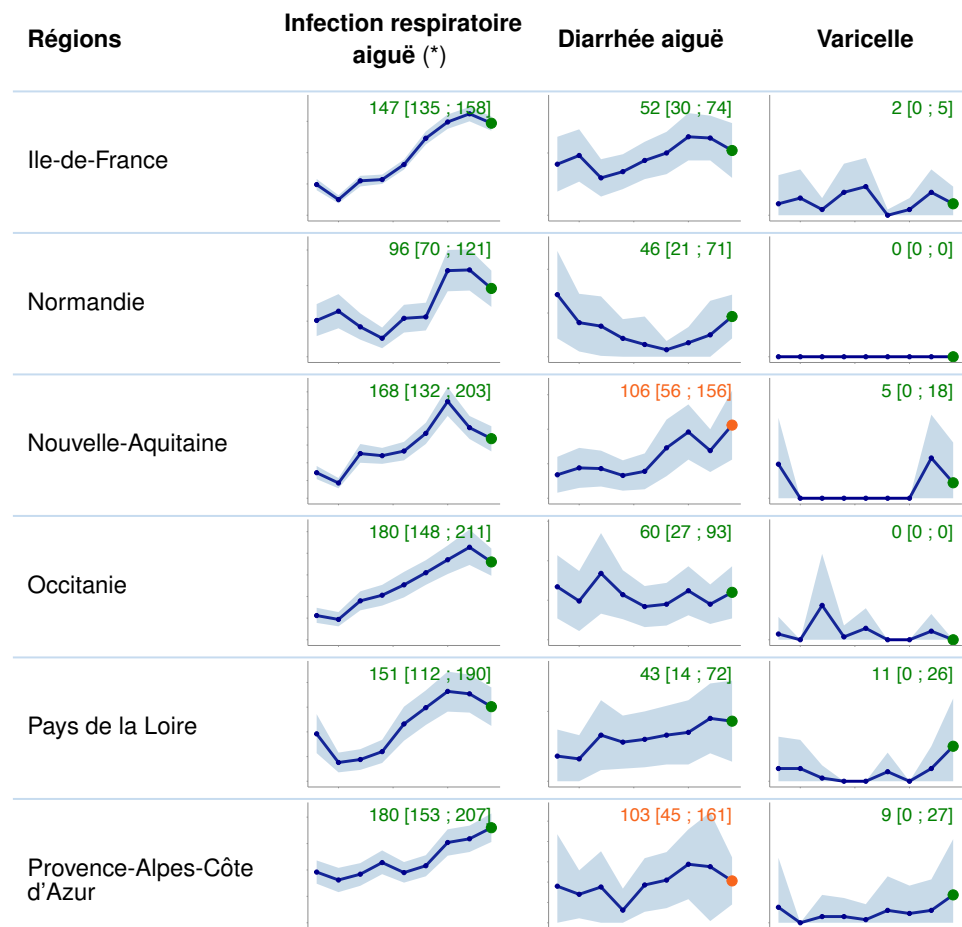 Régions
Infection respiratoire
aiguë (*)
Diarrhée aiguë
Varicelle
Ile-de-France
147 [135 ; 158]
52 [30 ; 74]
2 [0 ; 5]
Normandie
96 [70 ; 121]
46 [21 ; 71]
0 [0 ; 0]
Nouvelle-Aquitaine
168 [132 ; 203]
106 [56 ; 156]
5 [0 ; 18]
Occitanie
180 [148 ; 211]
60 [27 ; 93]
0 [0 ; 0]
Pays de la Loire
151 [112 ; 190]
43 [14 ; 72]
11 [0 ; 26]
Provence-Alpes-Côte
d'Azur
180 [153 ; 207]
103 [45 ; 161]
9 [0 ; 27]